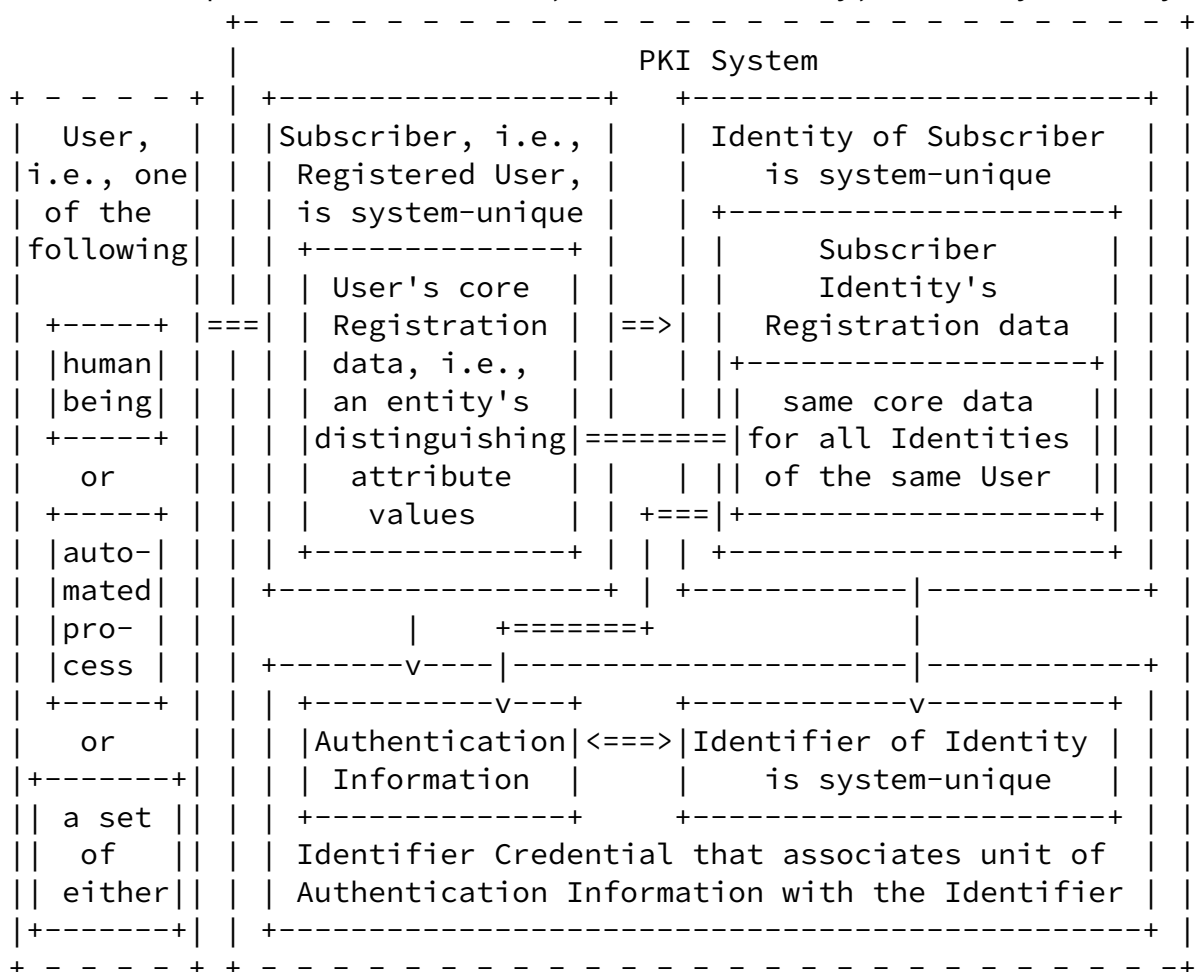 PKI System
User,
i.e., one
of the
following
human
being
or
auto-
mated
pro-
cess
or
a set
of
either
Subscriber, i.e.,
Registered User,
is system-unique
User's core
Registration
data, i.e.,
an entity's
distinguishing
attribute
values
Identity of Subscriber
is system-unique
Subscriber
Identity's
Registration data
same core data
for all Identities
of the same User
Authentication
Information
Identifier of Identity
is system-unique
Identifier Credential that associates unit of
Authentication Information with the Identifier